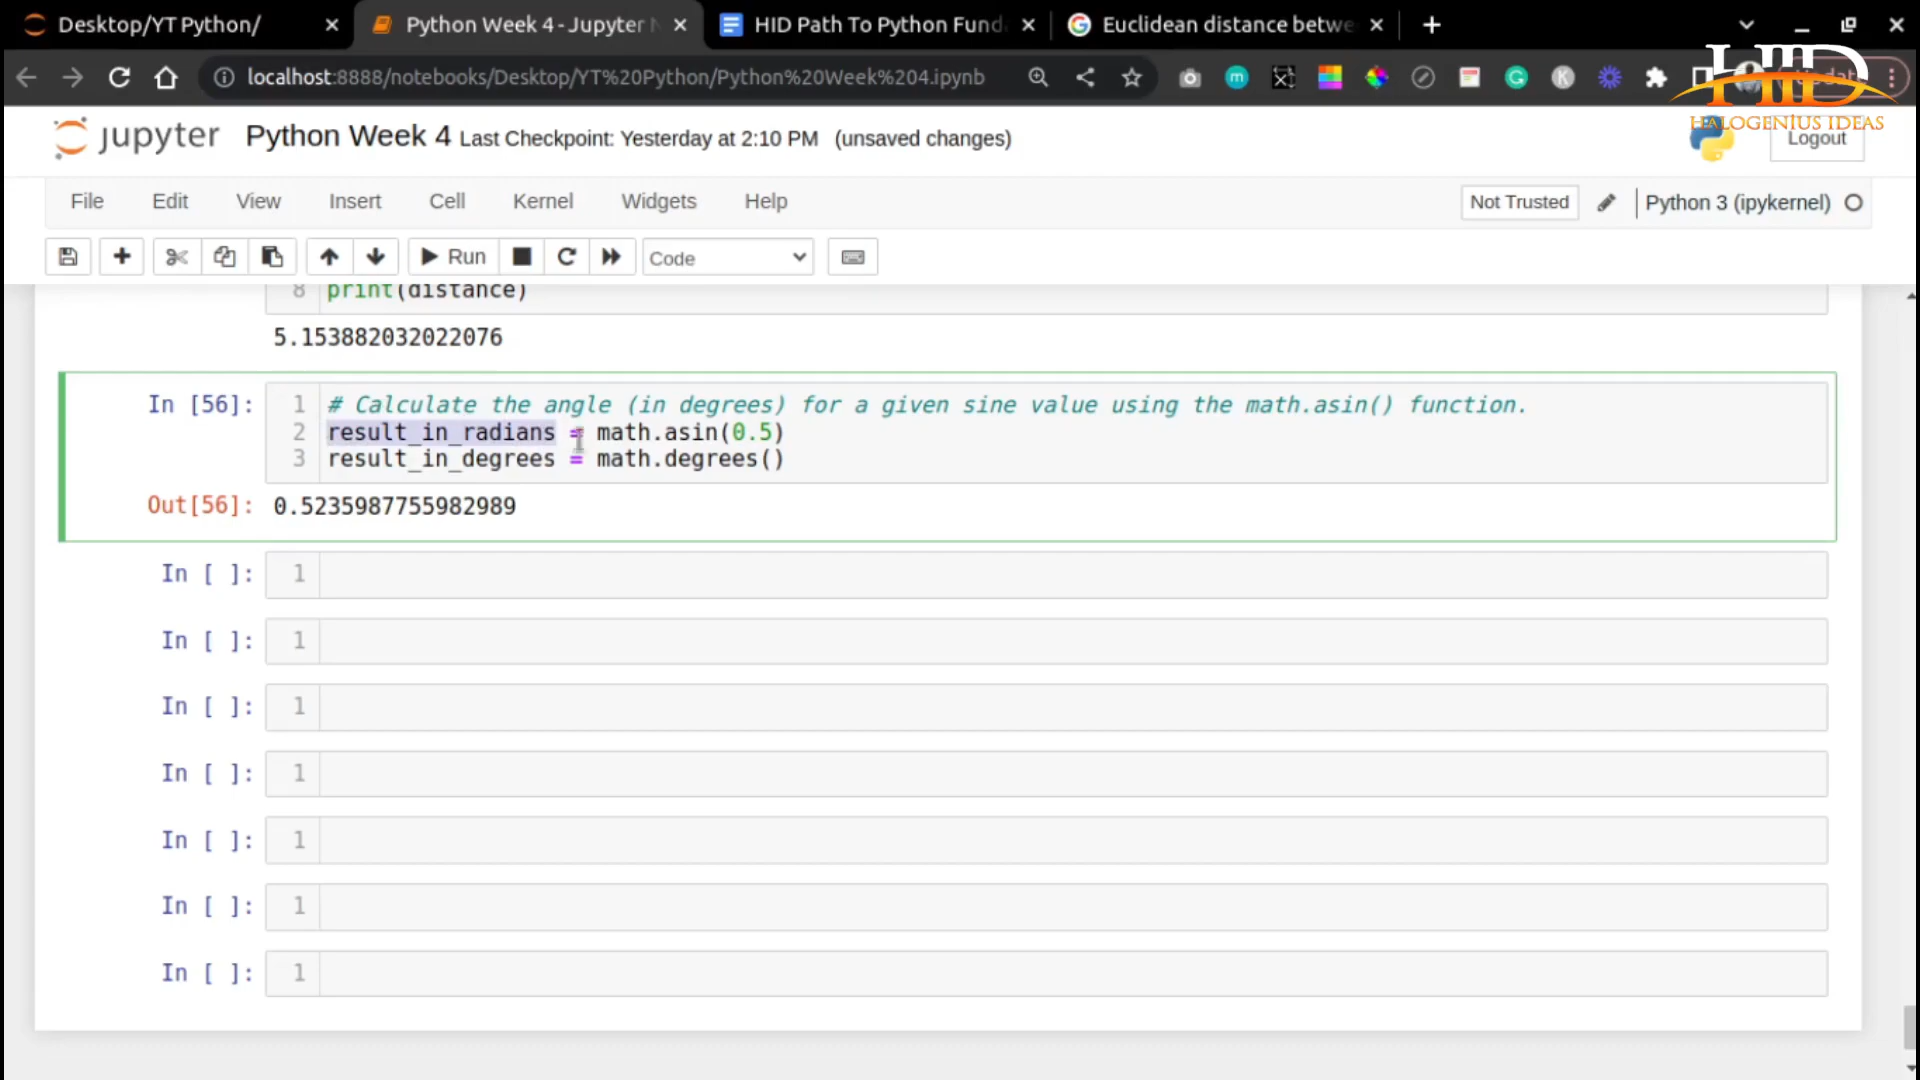 Desktop/YT Python/
Python Week 4 - Jupyter N
HID Path To Python Fund
Euclidean distance betwe
localhost:8888/notebooks/Desktop/YT%20Python/Python%20Week%204.ipynb
HID
HALOGENIUS IDEAS
jupyter Python Week 4 Last Checkpoint: Yesterday at 2:10 PM (unsaved changes)
Logout
File Edit View Insert Cell Kernel Widgets Help
Not Trusted
Python 3 (ipykernel)
Run
Code
8 print(distance)
5.153882032022076
In [56]:
1 # Calculate the angle (in degrees) for a given sine value using the math.asin() function.
2 result_in_radians = math.asin(0.5)
3 result_in_degrees = math.degrees()
Out[56]: 0.5235987755982989
In [ ]: 1
In [ ]: 1
In [ ]: 1
In [ ]: 1
In [ ]: 1
In [ ]: 1
In [ ]: 1